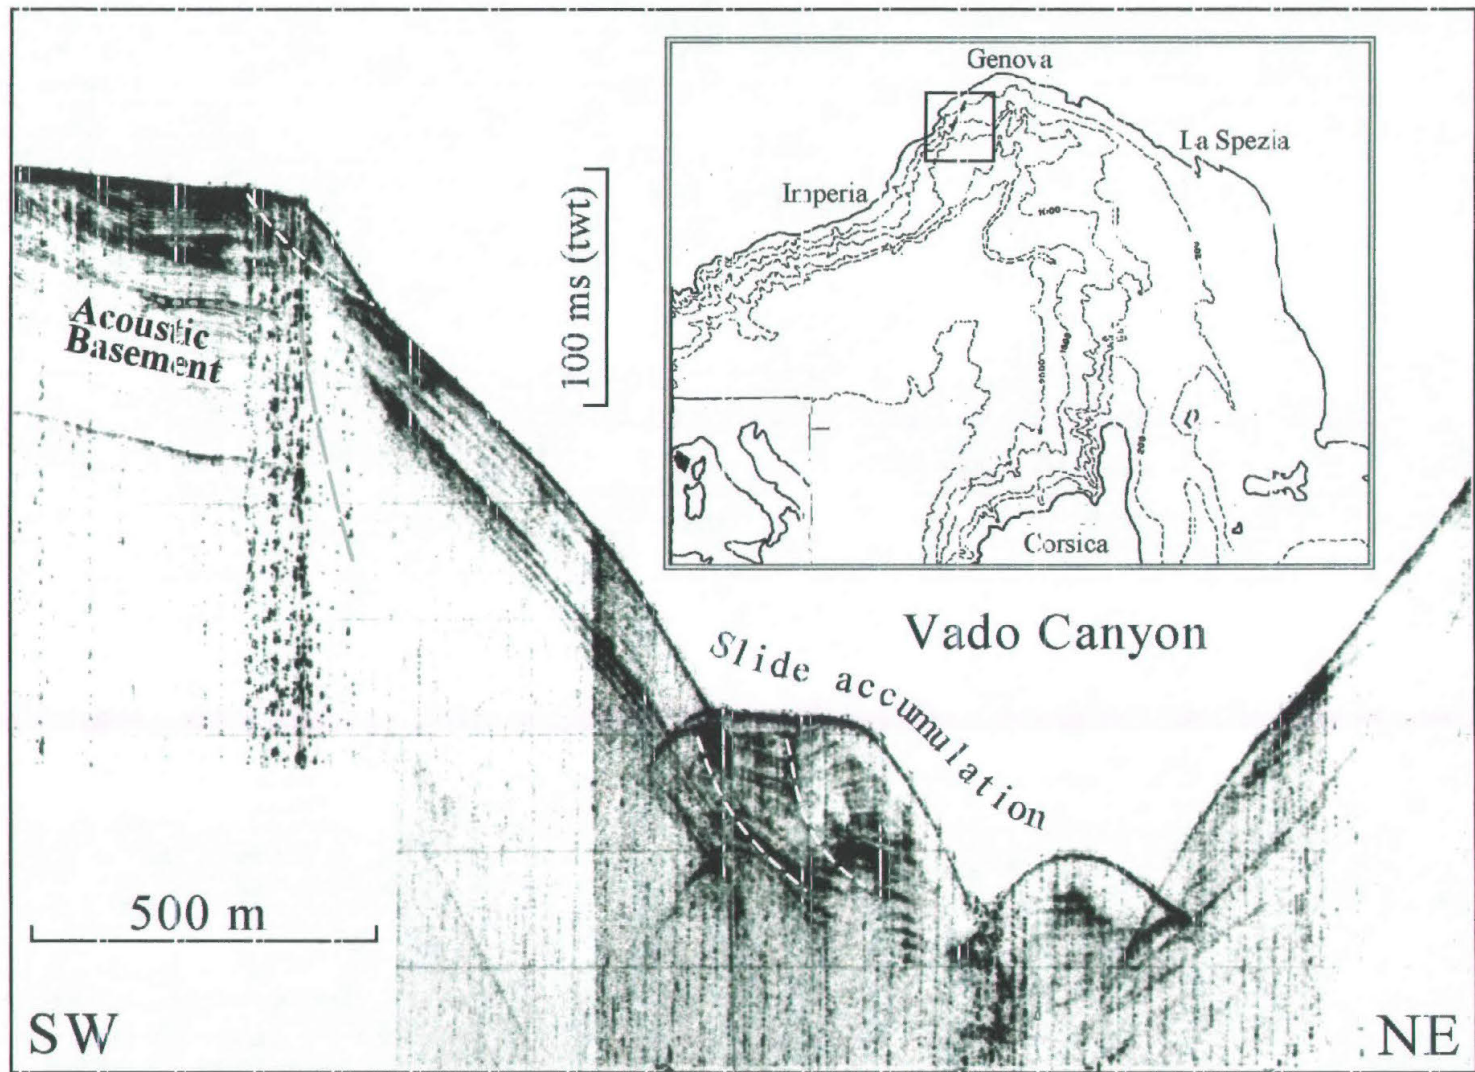 Genova
La Spezia
Imperia
Corsica
100 ms (twt)
Acoustic
Basement
Vado Canyon
Slide accumulation
500 m
SW
NE